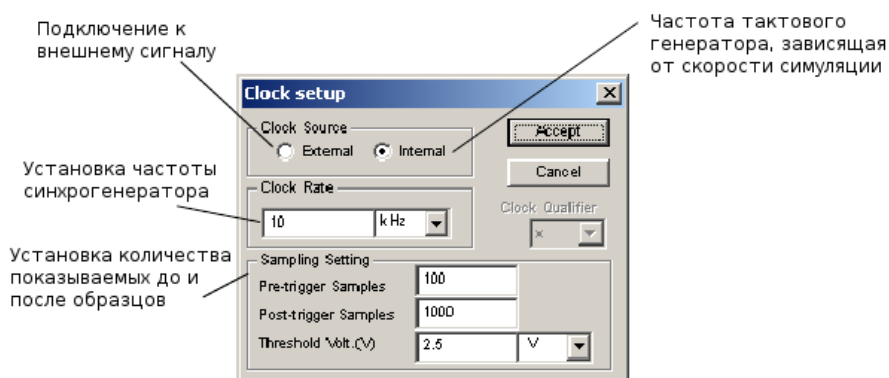 Подключение к
внешнему сигналу
Частота тактового
генератора, зависящая
от скорости симуляции
Clock setup
Clock Source
External
Internal
Accept
Cancel
Установка частоты
синхрогенератора
Clock Rate
10
kHz
Clock Qualifier
x
Установка количества
показываемых до и
после образцов
Sampling Setting
Pre-trigger Samples
100
Post-trigger Samples
1000
Threshold Volt.(V)
2.5
V